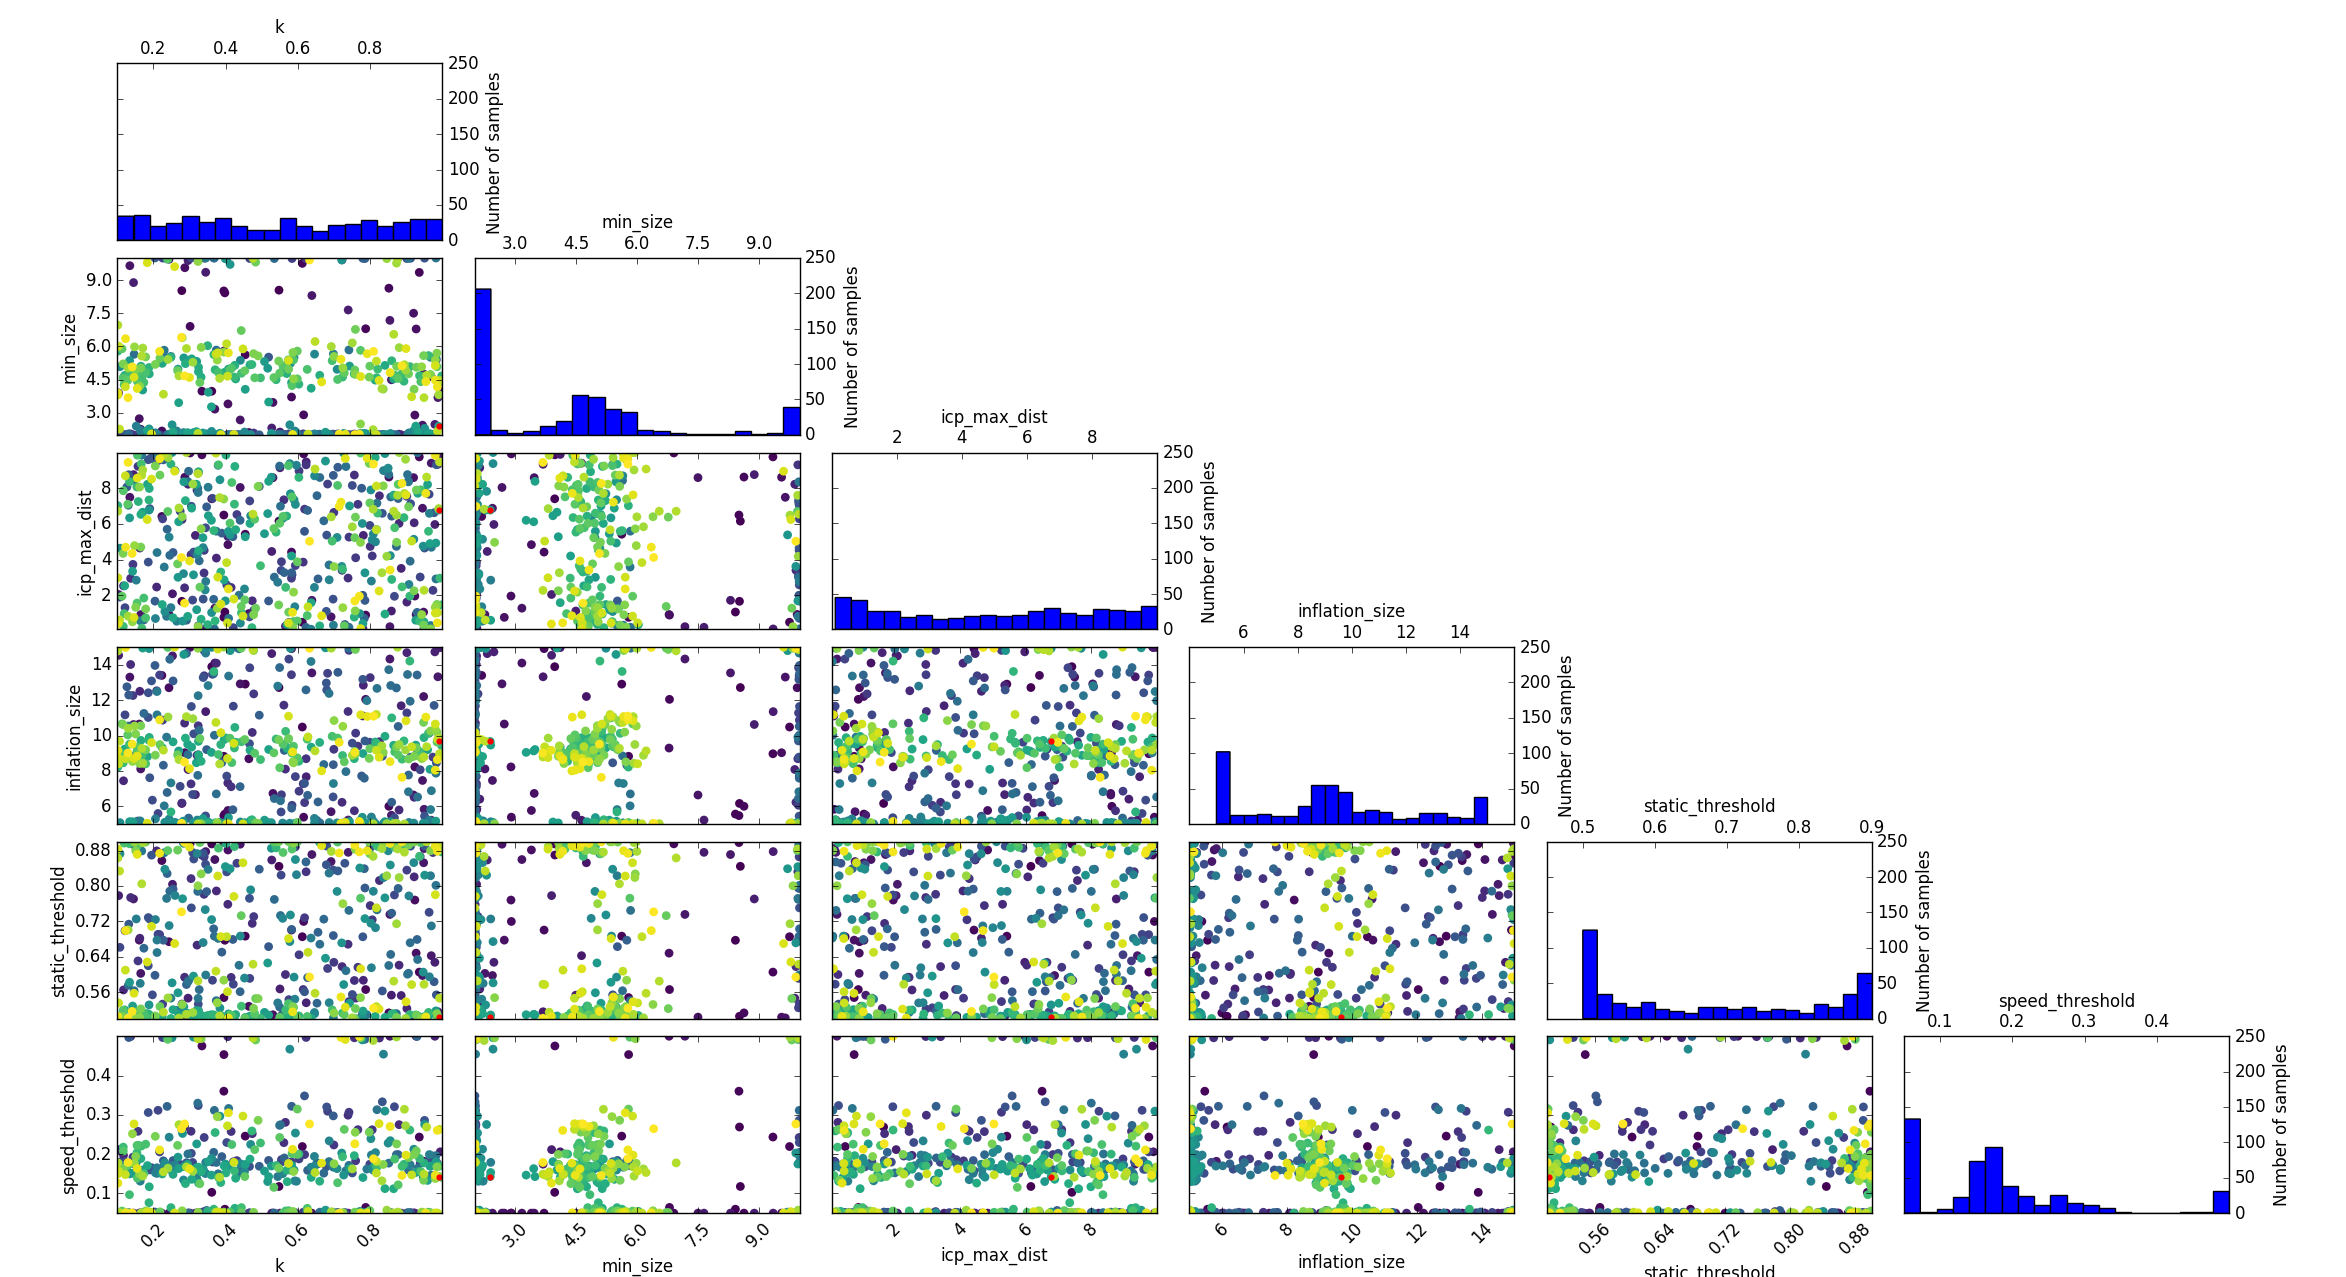 k
0.2 0.4 0.6 0.8
250
200
150
100
50
0
Number of samples
min_size
3.0 4.5 6.0 7.5 9.0
9.0
7.5
6.0
4.5
3.0
min_size
250
200
150
100
50
0
Number of samples
icp_max_dist
2 4 6 8
8
6
4
2
icp_max_dist
250
200
150
100
50
0
Number of samples
inflation_size
6 8 10 12 14
14
12
10
8
6
inflation_size
250
200
150
100
50
0
Number of samples
static_threshold
0.5 0.6 0.7 0.8 0.9
0.88
0.80
0.72
0.64
0.56
static_threshold
250
200
150
100
50
0
Number of samples
speed_threshold
0.1 0.2 0.3 0.4
0.4
0.3
0.2
0.1
speed_threshold
250
200
150
100
50
0
Number of samples
0.2 0.4 0.6 0.8
k
3.0 4.5 6.0 7.5 9.0
min_size
2 4 6 8
icp_max_dist
6 8 10 12 14
inflation_size
0.56 0.64 0.72 0.80 0.88
static_threshold